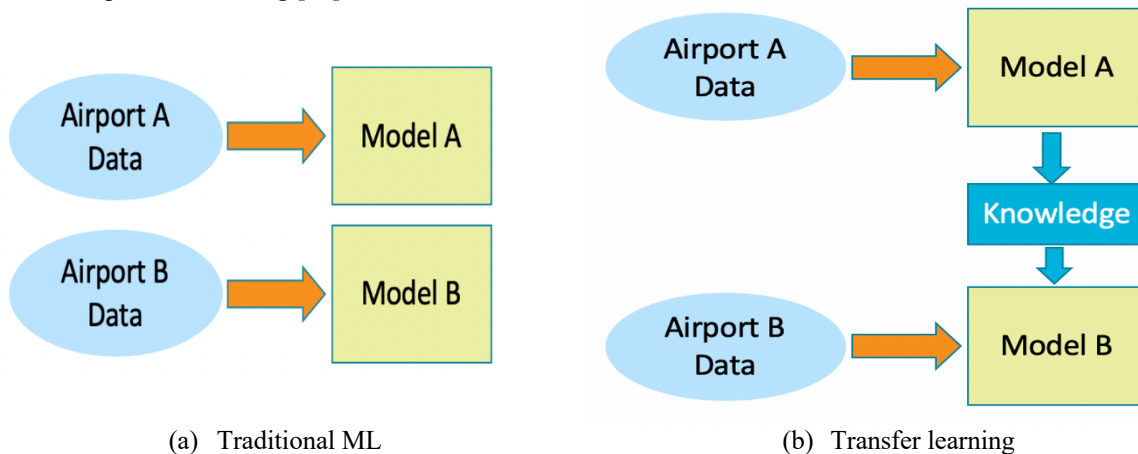 Airport A
Data
Model A
Airport B
Data
Model B
(a) Traditional ML
Airport A
Data
Model A
Knowledge
Airport B
Data
Model B
(b) Transfer learning